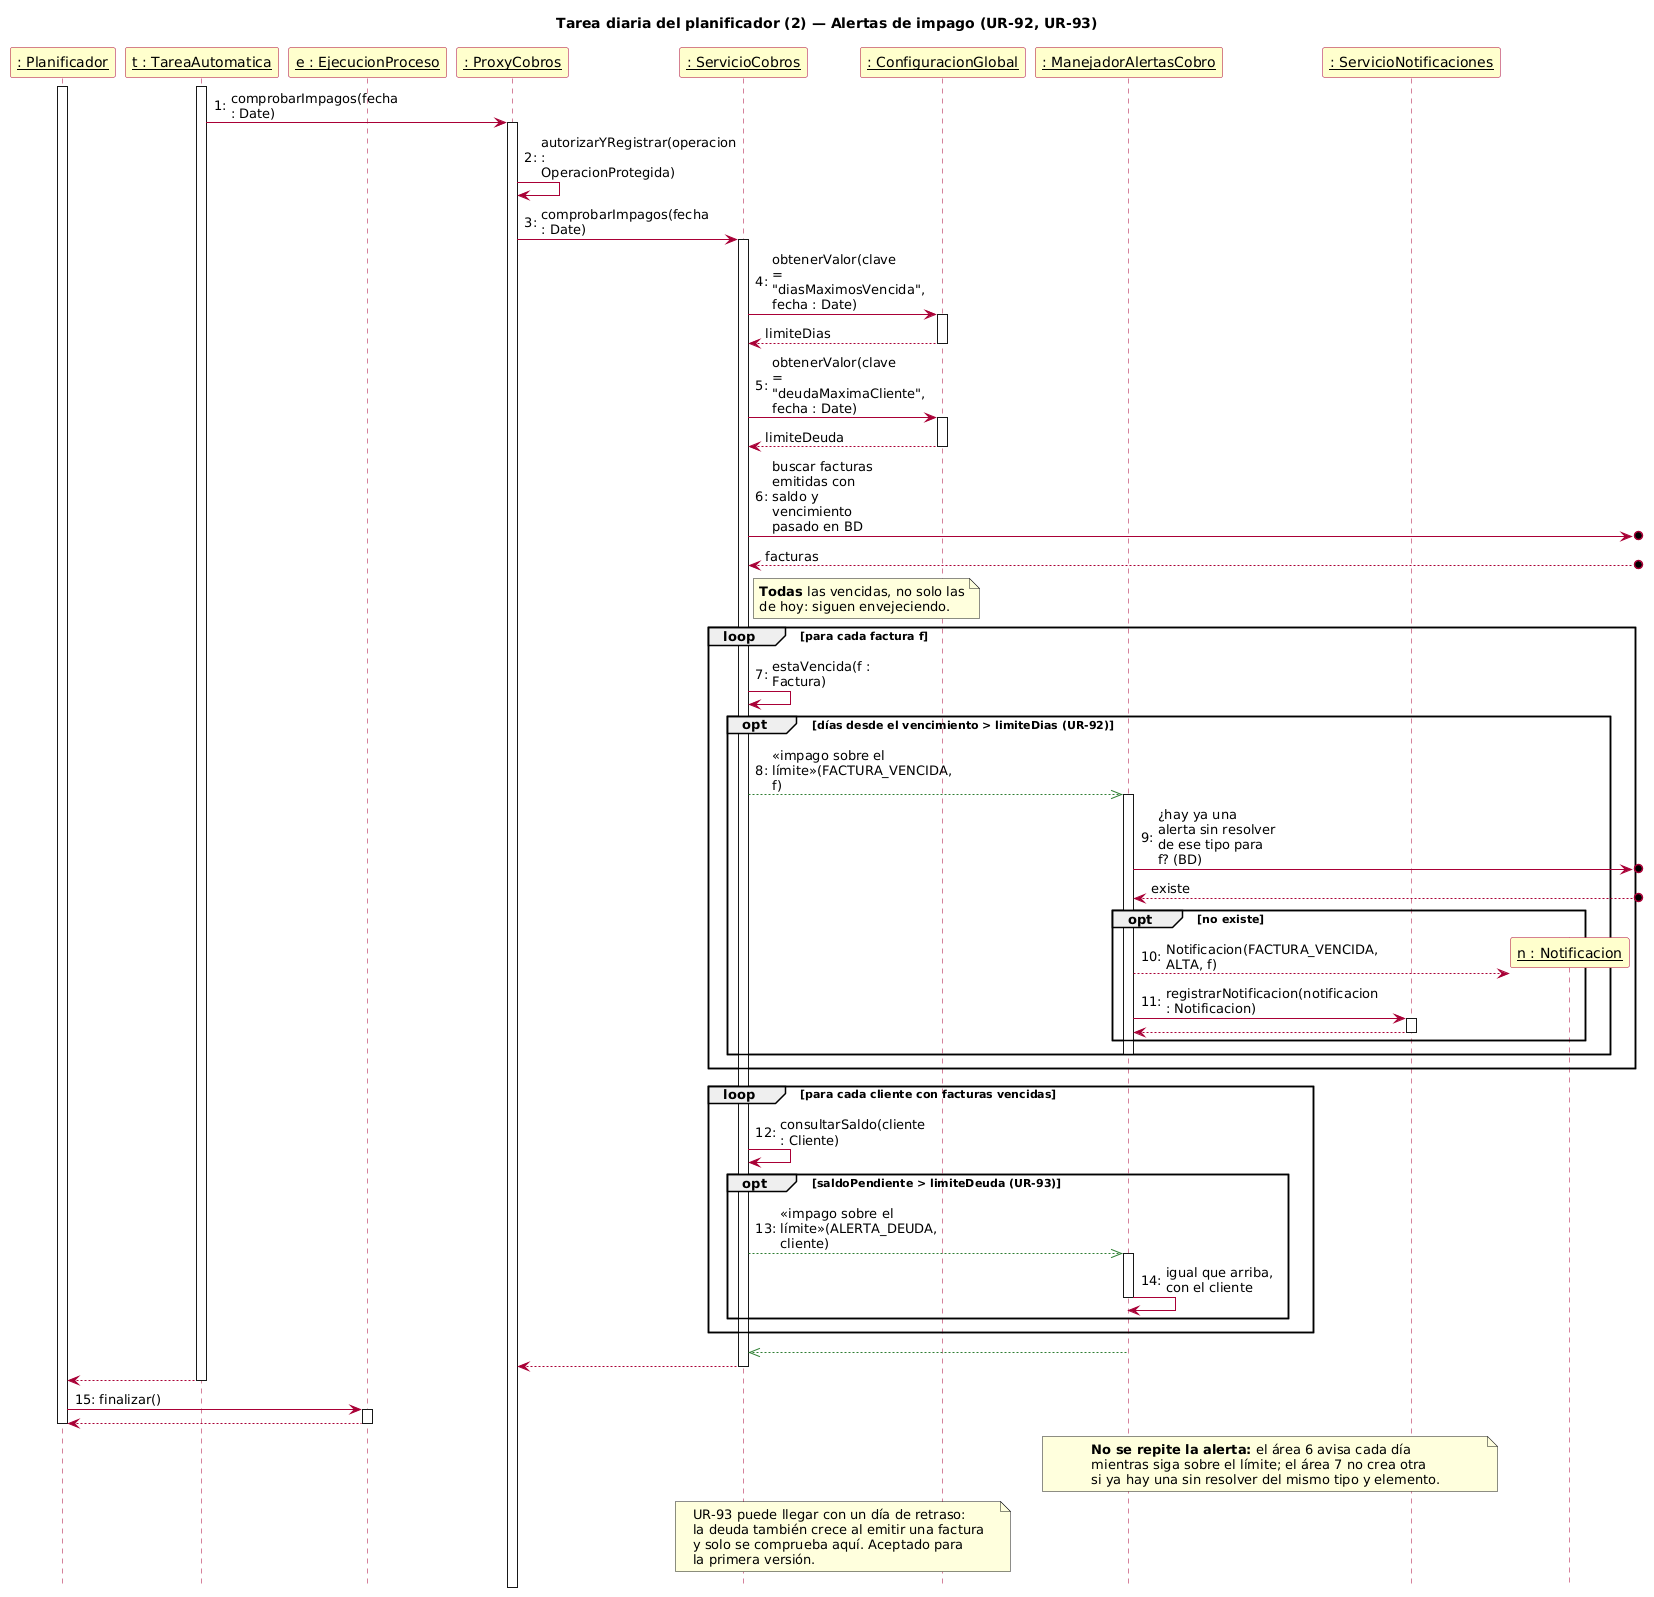 Tarea diaria del planificador (2) — Alertas de impago (UR-92, UR-93)
: Planificador
t : TareaAutomatica
e : EjecucionProceso
: ProxyCobros
: ServicioCobros
: ConfiguracionGlobal
: ManejadorAlertasCobro
: ServicioNotificaciones
1: comprobarImpagos(fecha
: Date)
autorizarYRegistrar(operacion
2: :
OperacionProtegida)
3: comprobarImpagos(fecha
: Date)
obtenerValor(clave
4: =
"diasMaximosVencida",
fecha : Date)
limiteDias
obtenerValor(clave
5: =
"deudaMaximaCliente",
fecha : Date)
limiteDeuda
buscar facturas
emitidas con
6: saldo y
vencimiento
pasado en BD
facturas
Todas las vencidas, no solo las
de hoy: siguen envejeciendo.
loop [para cada factura f]
7: estaVencida(f :
Factura)
opt [días desde el vencimiento > limiteDias (UR-92)]
«impago sobre el
8: límite»(FACTURA_VENCIDA,
f)
¿hay ya una
9: alerta sin resolver
de ese tipo para
f? (BD)
existe
opt [no existe]
n : Notificacion
10: Notificacion(FACTURA_VENCIDA,
ALTA, f)
11: registrarNotificacion(notificacion
: Notificacion)
loop [para cada cliente con facturas vencidas]
12: consultarSaldo(cliente
: Cliente)
opt [saldoPendiente > limiteDeuda (UR-93)]
«impago sobre el
13: límite»(ALERTA_DEUDA,
cliente)
14: igual que arriba,
con el cliente
15: finalizar()
No se repite la alerta: el área 6 avisa cada día
mientras siga sobre el límite; el área 7 no crea otra
si ya hay una sin resolver del mismo tipo y elemento.
UR-93 puede llegar con un día de retraso:
la deuda también crece al emitir una factura
y solo se comprueba aquí. Aceptado para
la primera versión.